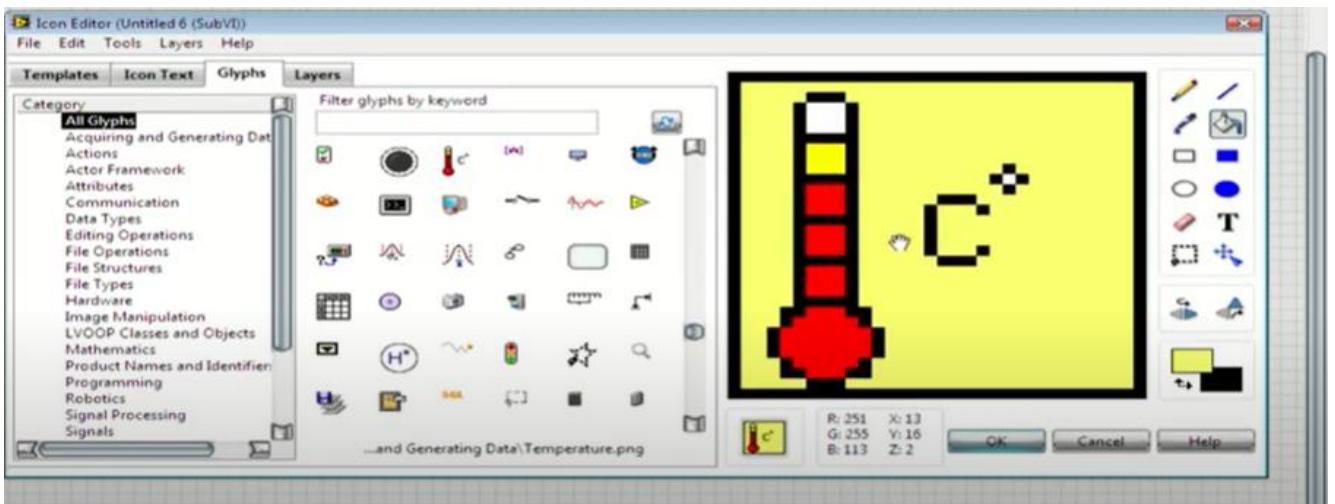 Icon Editor (Untitled 6 (SubVI))
File Edit Tools Layers Help
Templates Icon Text Glyphs Layers
Category
All Glyphs
Acquiring and Generating Dat
Actions
Actor Framework
Attributes
Communication
Data Types
Editing Operations
File Operations
File Structures
File Types
Hardware
Image Manipulation
LVOOP Classes and Objects
Mathematics
Product Names and Identifier
Programming
Robotics
Signal Processing
Signals
Filter glyphs by keyword
...and Generating Data\Temperature.png
C°
T
R: 251 X: 13
G: 255 Y: 16
B: 113 Z: 2
OK Cancel Help